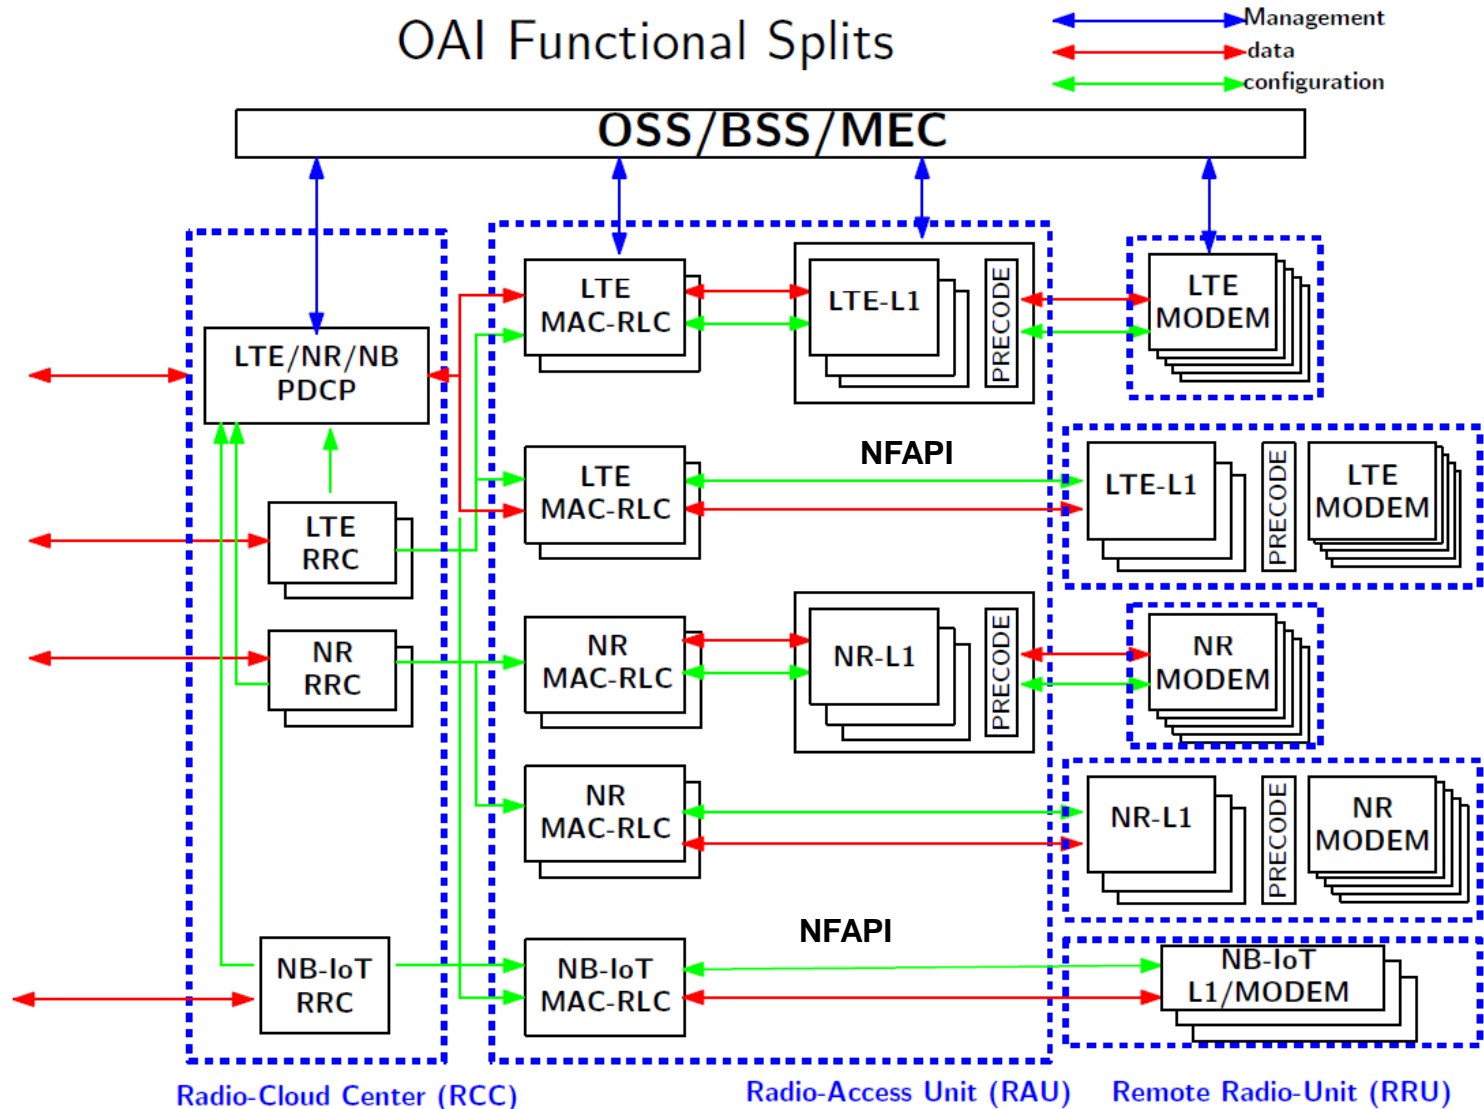 OAI Functional Splits
Management
data
configuration
OSS/BSS/MEC
LTE/NR/NB
PDCP
LTE
RRC
NR
RRC
NB-IoT
RRC
LTE
MAC-RLC
LTE-L1
PRECODE
LTE
MODEM
LTE
MAC-RLC
NFAPI
LTE-L1
PRECODE
LTE
MODEM
NR
MAC-RLC
NR-L1
PRECODE
NR
MODEM
NR
MAC-RLC
NR-L1
PRECODE
NR
MODEM
NB-IoT
MAC-RLC
NFAPI
NB-IoT
L1/MODEM
Radio-Cloud Center (RCC)
Radio-Access Unit (RAU)
Remote Radio-Unit (RRU)